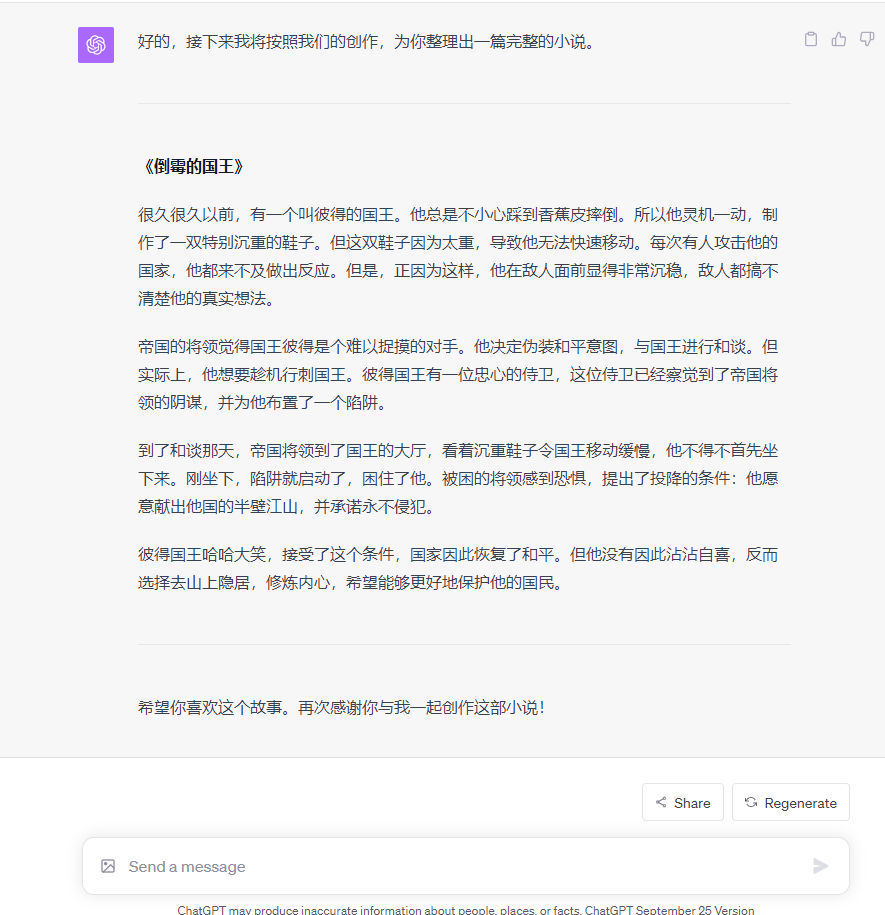 好的，接下来我将按照我们的创作，为你整理出一篇完整的小说。
《倒霉的国王》
很久很久以前，有一个叫彼得的国王。他总是不小心踩到香蕉皮摔倒。所以他灵机一动，制
作了一双特别沉重的鞋子。但这双鞋子因为太重，导致他无法快速移动。每次有人攻击他的
国家，他都来不及做出反应。但是，正因为这样，他在敌人面前显得非常沉稳，敌人都搞不
清楚他的真实想法。
帝国的将领觉得国王彼得是个难以捉摸的对手。他决定伪装和平意图，与国王进行和谈。但
实际上，他想要趁机行刺国王。彼得国王有一位忠心的侍卫，这位侍卫已经察觉到了帝国将
领的阴谋，并为他布置了一个陷阱。
到了和谈那天，帝国将领到了国王的大厅，看着沉重鞋子令国王移动缓慢，他不得不首先坐
下来。刚坐下，陷阱就启动了，困住了他。被困的将领感到恐惧，提出了投降的条件：他愿
意献出他国的半壁江山，并承诺永不侵犯。
彼得国王哈哈大笑，接受了这个条件，国家因此恢复了和平。但他没有因此沾沾自喜，反而
选择去山上隐居，修炼内心，希望能够更好地保护他的国民。
希望你喜欢这个故事。再次感谢你与我一起创作这部小说！
Share
Regenerate
Send a message
ChatGPT may produce inaccurate information about people, places, or facts. ChatGPT September 25 Version